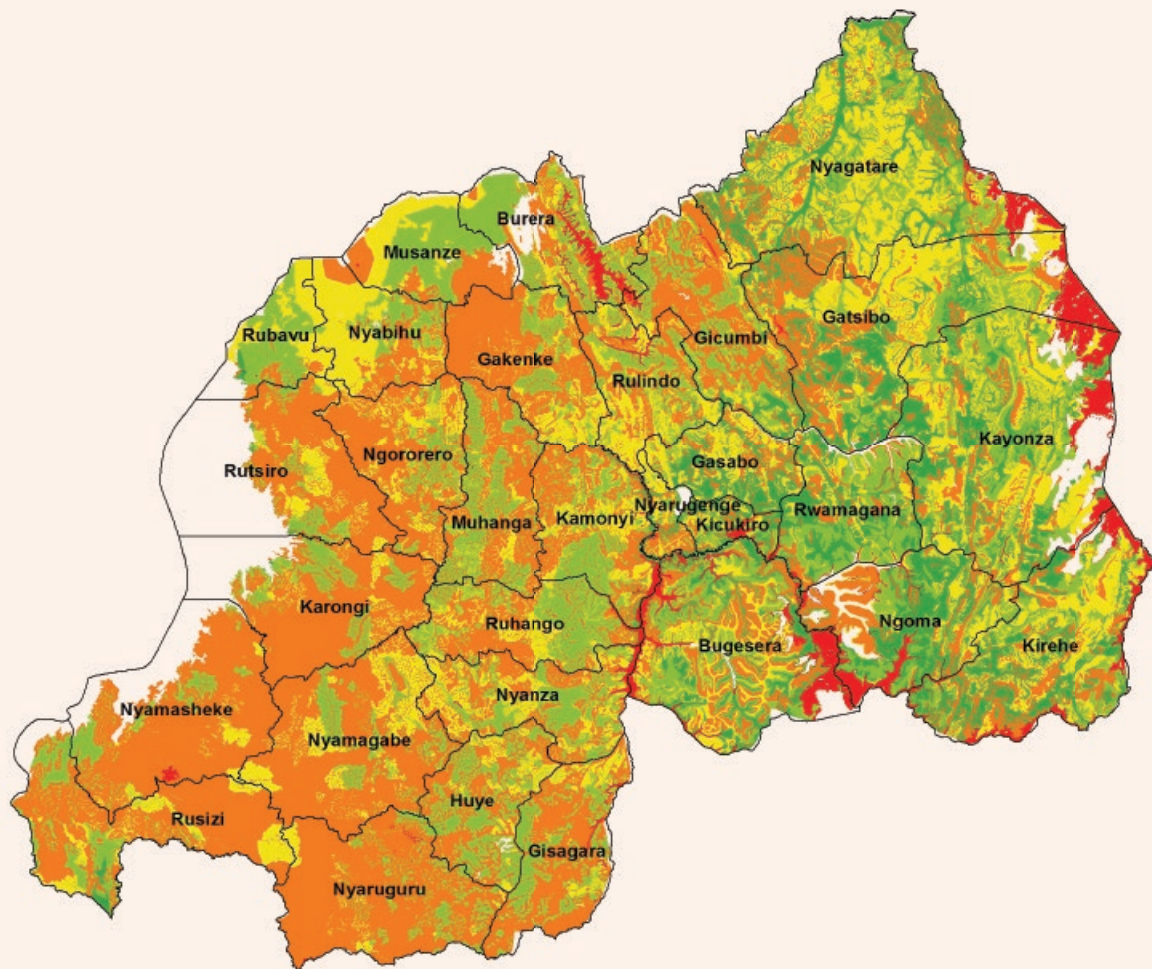 Nyagatare
Burera
Musanze
Gatsibo
Rubavu
Nyabihu
Gicumbi
Gakenke
Rulindo
Kayonza
Rutsiro
Ngororero
Gasabo
Nyarugenge
Rwamagana
Muhanga
Kamonyi
Kicukiro
Karongi
Ruhango
Ngoma
Bugesera
Kirehe
Nyanza
Nyamasheke
Nyamagabe
Huye
Rusizi
Gisagara
Nyaruguru